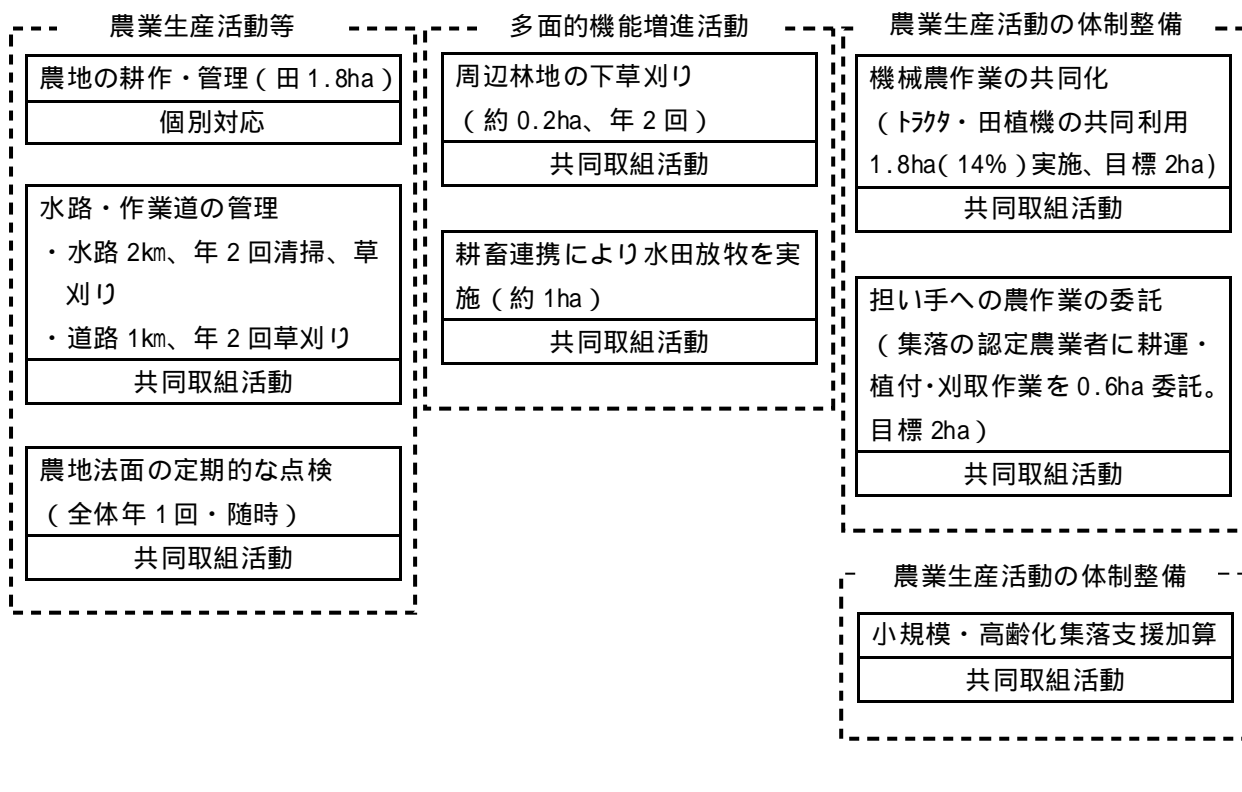 農業生産活動等
農地の耕作・管理(田1.8ha)
個別対応
水路・作業道の管理
・水路2km、年2回清掃、草
刈り
・道路1km、年2回草刈り
共同取組活動
農地法面の定期的な点検
(全体年1回・随時)
共同取組活動
多面的機能増進活動
周辺林地の下草刈り
(約0.2ha、年2回)
共同取組活動
耕畜連携により水田放牧を実
施(約1ha)
共同取組活動
農業生産活動の体制整備
機械農作業の共同化
(トラクタ・田植機の共同利用
1.8ha(14%)実施、目標2ha)
共同取組活動
担い手への農作業の委託
(集落の認定農業者に耕運・
植付・刈取作業を0.6ha委託。
目標2ha)
共同取組活動
農業生産活動の体制整備
小規模・高齢化集落支援加算
共同取組活動